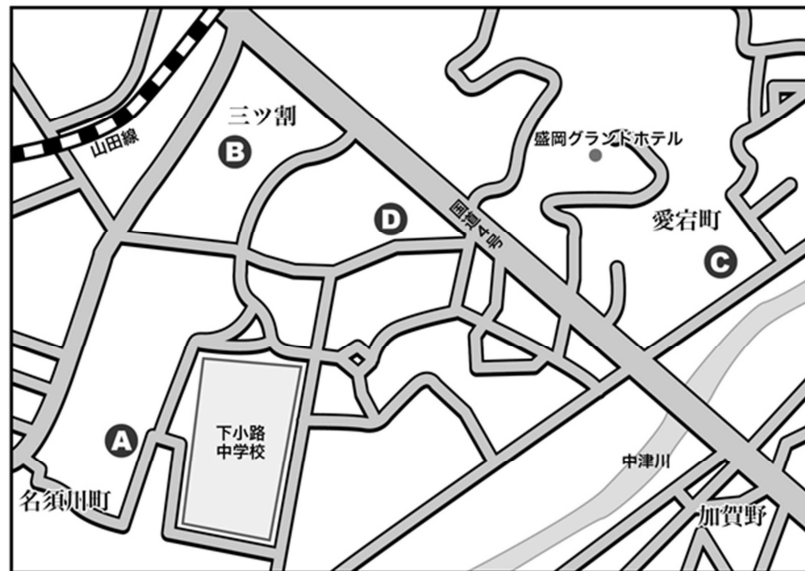 三ツ割
B
山田線
盛岡グランドホテル
国道4号
D
愛宕町
C
A
下小路
中学校
名須川町
中津川
加賀野